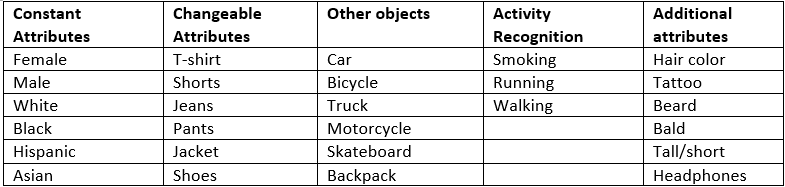 Constant Attributes Changeable Attributes Other objects Activity Recognition Additional attributes
Female T-shirt Car Smoking Hair color
Male Shorts Bicycle Running Tattoo
White Jeans Truck Walking Beard
Black Pants Motorcycle Bald
Hispanic Jacket Skateboard Tall/short
Asian Shoes Backpack Headphones